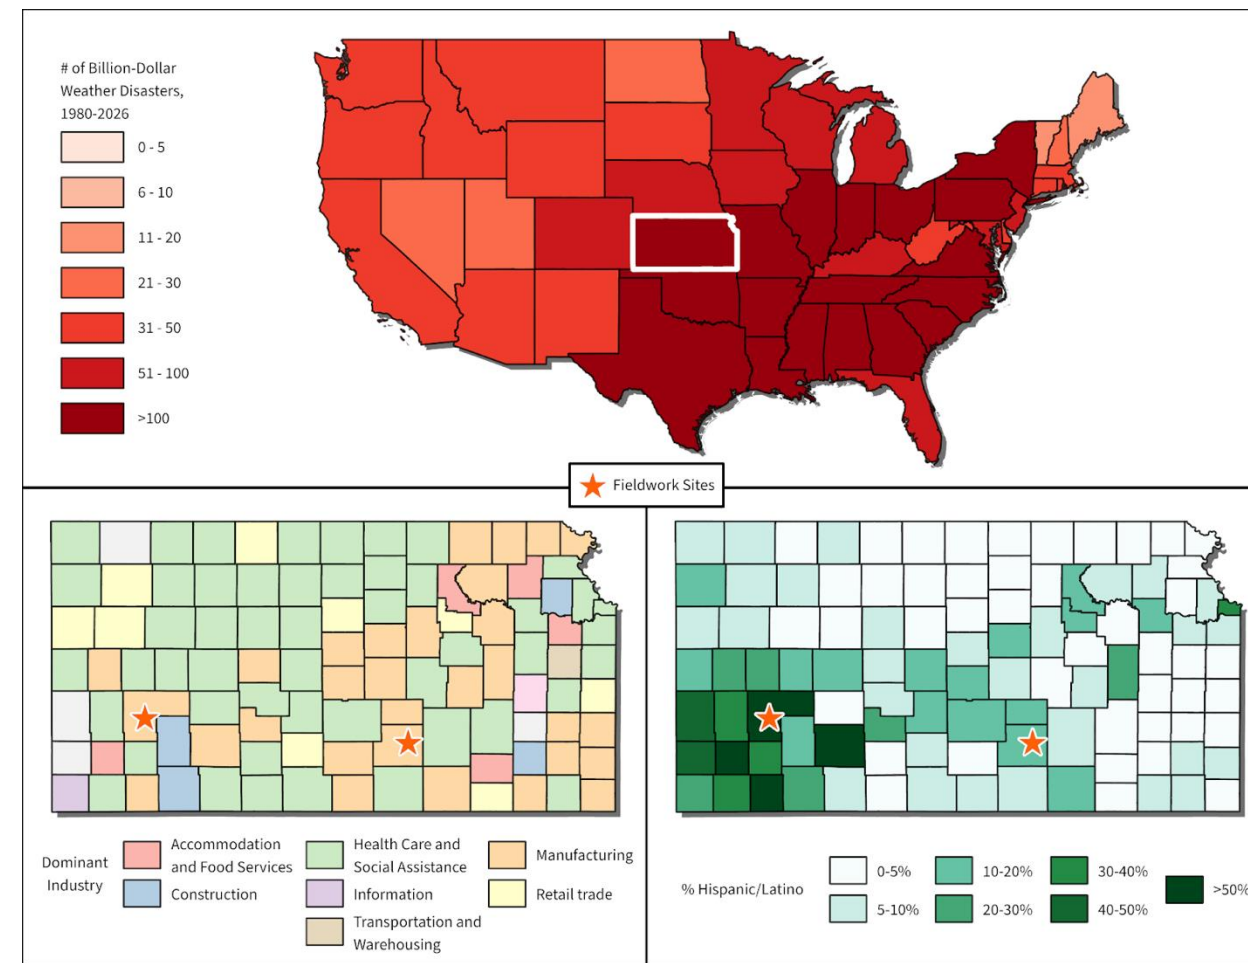 # of Billion-Dollar
Weather Disasters,
1980-2026
0 - 5
6 - 10
11 - 20
21 - 30
31 - 50
51 - 100
>100
Fieldwork Sites
Dominant
Industry
Accommodation
and Food Services
Construction
Health Care and
Social Assistance
Information
Transportation and
Warehousing
Manufacturing
Retail trade
% Hispanic/Latino
0-5%
5-10%
10-20%
20-30%
30-40%
40-50%
>50%